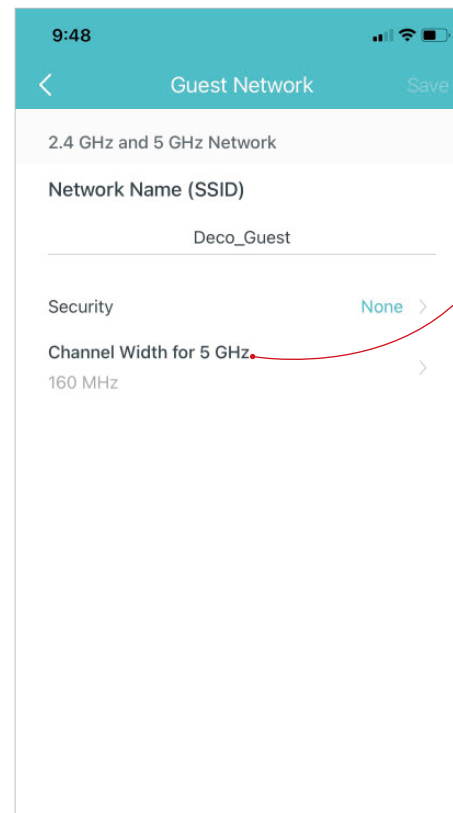 9:48
Guest Network
Save
2.4 GHz and 5 GHz Network
Network Name (SSID)
Deco_Guest
Security
None
Channel Width for 5 GHz
160 MHz